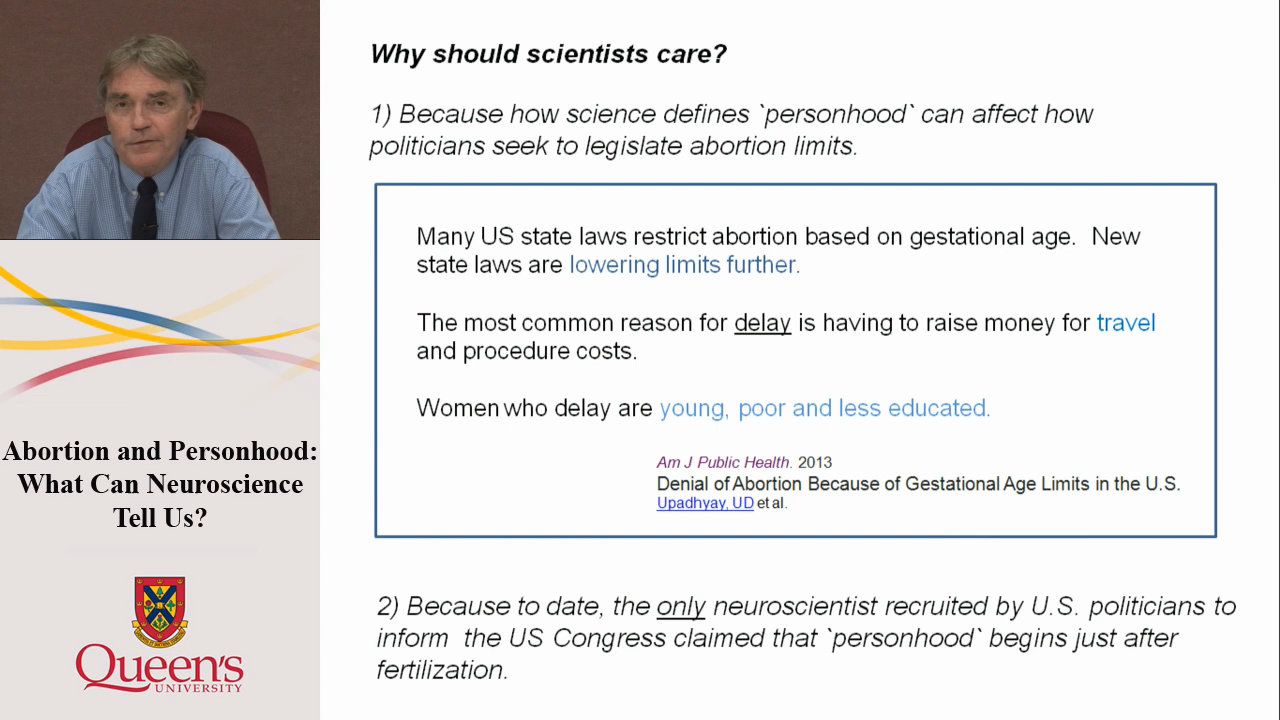 Why should scientists care?
1) Because how science defines `personhood` can affect how
politicians seek to legislate abortion limits.
Many US state laws restrict abortion based on gestational age. New
state laws are lowering limits further.
The most common reason for delay is having to raise money for travel
and procedure costs.
Women who delay are young, poor and less educated.
Am J Public Health. 2013
Denial of Abortion Because of Gestational Age Limits in the U.S.
Upadhyay, UD et al.
2) Because to date, the only neuroscientist recruited by U.S. politicians to
inform the US Congress claimed that `personhood` begins just after
fertilization.
Abortion and Personhood:
What Can Neuroscience
Tell Us?
Queen's
UNIVERSITY